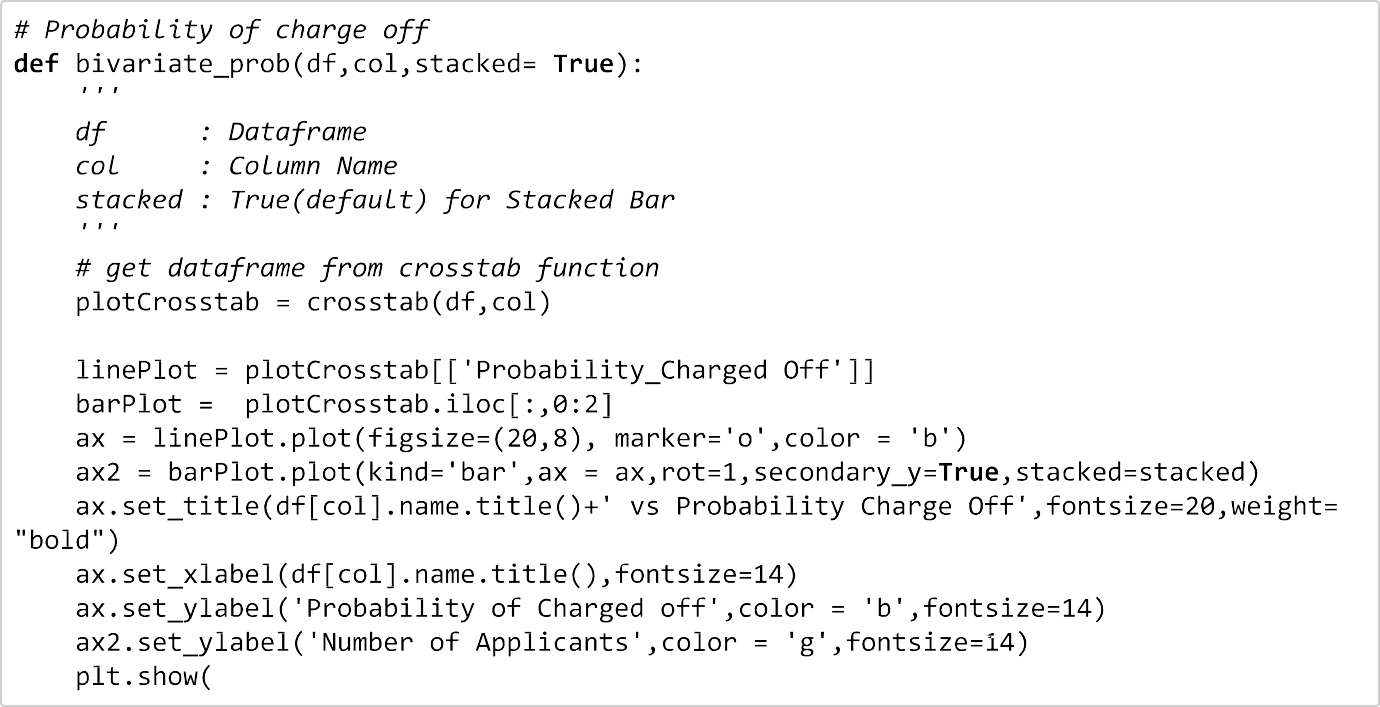 # Probability of charge off
def bivariate_prob(df,col,stacked= True):
    '''
    df      : Dataframe
    col     : Column Name
    stacked : True(default) for Stacked Bar
    '''
    # get dataframe from crosstab function
    plotCrosstab = crosstab(df,col)

    linePlot = plotCrosstab[['Probability_Charged Off']]
    barPlot =  plotCrosstab.iloc[:,0:2]
    ax = linePlot.plot(figsize=(20,8), marker='o',color = 'b')
    ax2 = barPlot.plot(kind='bar',ax = ax,rot=1,secondary_y=True,stacked=stacked)
    ax.set_title(df[col].name.title()+' vs Probability Charge Off',fontsize=20,weight=
"bold")
    ax.set_xlabel(df[col].name.title(),fontsize=14)
    ax.set_ylabel('Probability of Charged off',color = 'b',fontsize=14)
    ax2.set_ylabel('Number of Applicants',color = 'g',fontsize=14)
    plt.show(